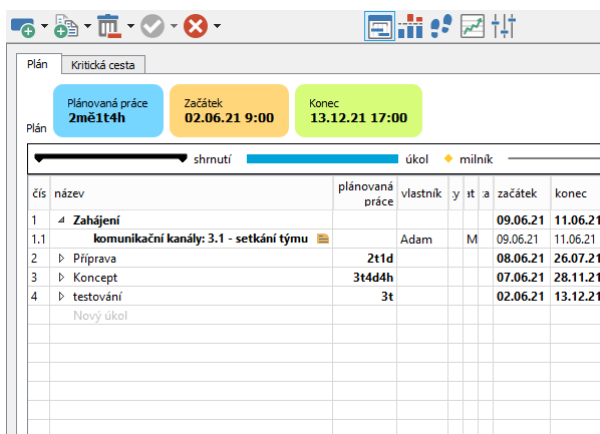 Plán Kritická cesta
Plán
Plánovaná práce
2mě1t4h
Začátek
02.06.21 9:00
Konec
13.12.21 17:00
shrnutí úkol milník
čís název plánovaná práce vlastník :y at :a začátek konec
1 Zahájení 09.06.21 11.06.21
1.1 komunikační kanály: 3.1 - setkání týmu Adam M 09.06.21 11.06.21
2 Příprava 2t1d 08.06.21 26.07.21
3 Koncept 3t4d4h 07.06.21 28.11.21
4 testování 3t 02.06.21 13.12.21
Nový úkol